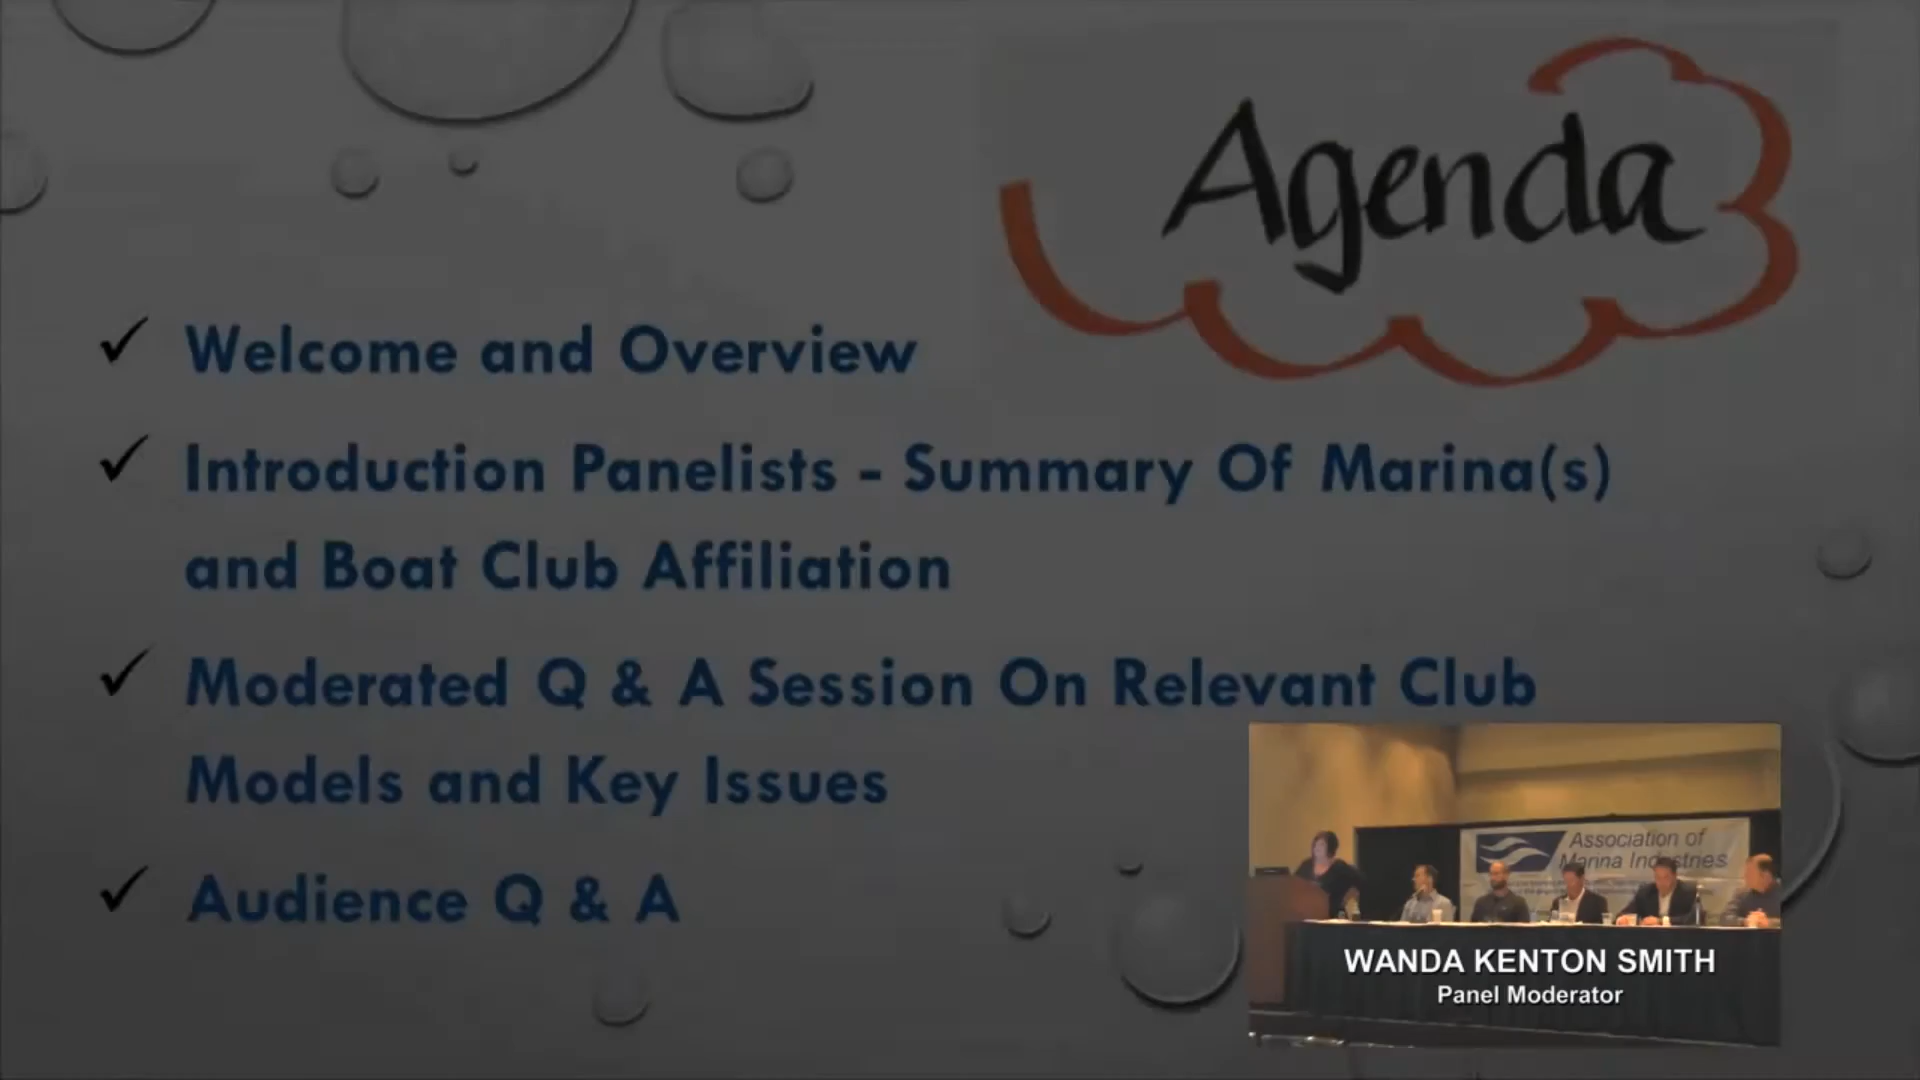 Agenda
Welcome and Overview
Introduction Panelists - Summary Of Marina(s)
and Boat Club Affiliation
Moderated Q & A Session On Relevant Club
Models and Key Issues
Audience Q & A
Association of
Marina Industries
WANDA KENTON SMITH
Panel Moderator